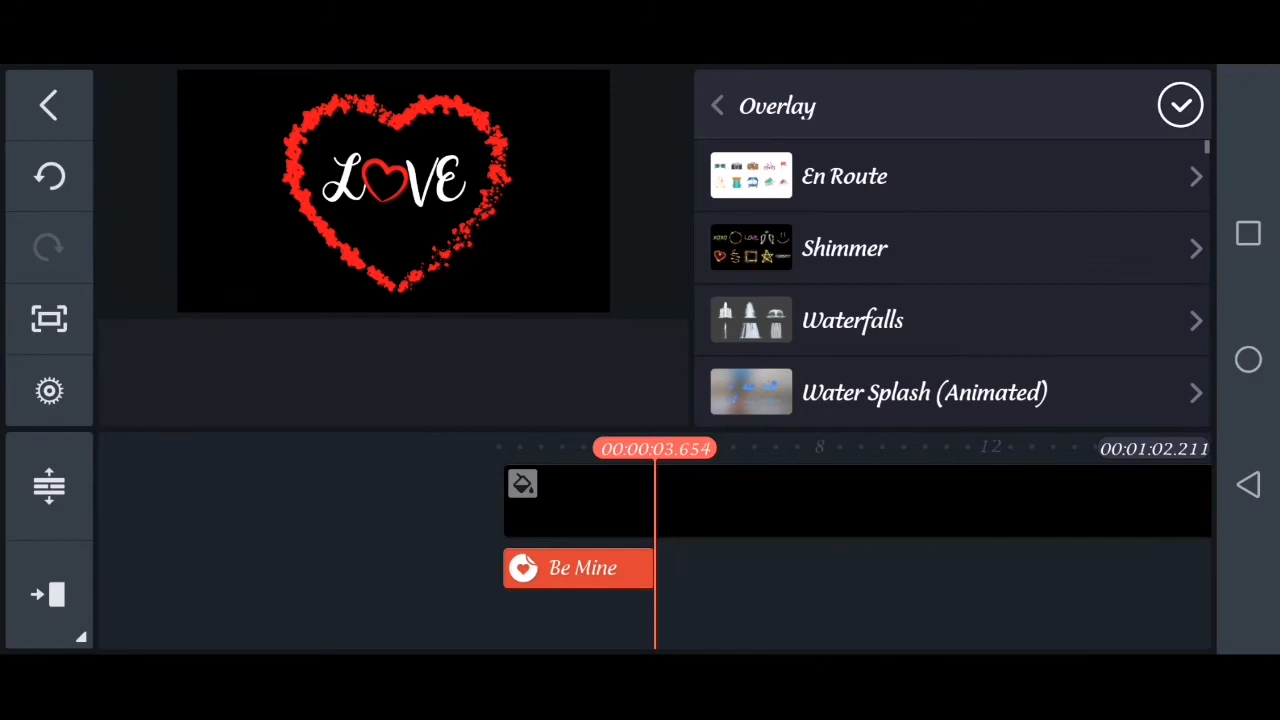 LOVE
Overlay
En Route
Shimmer
Waterfalls
Water Splash (Animated)
00:00:03.654
8
12
00:01:02.211
Be Mine